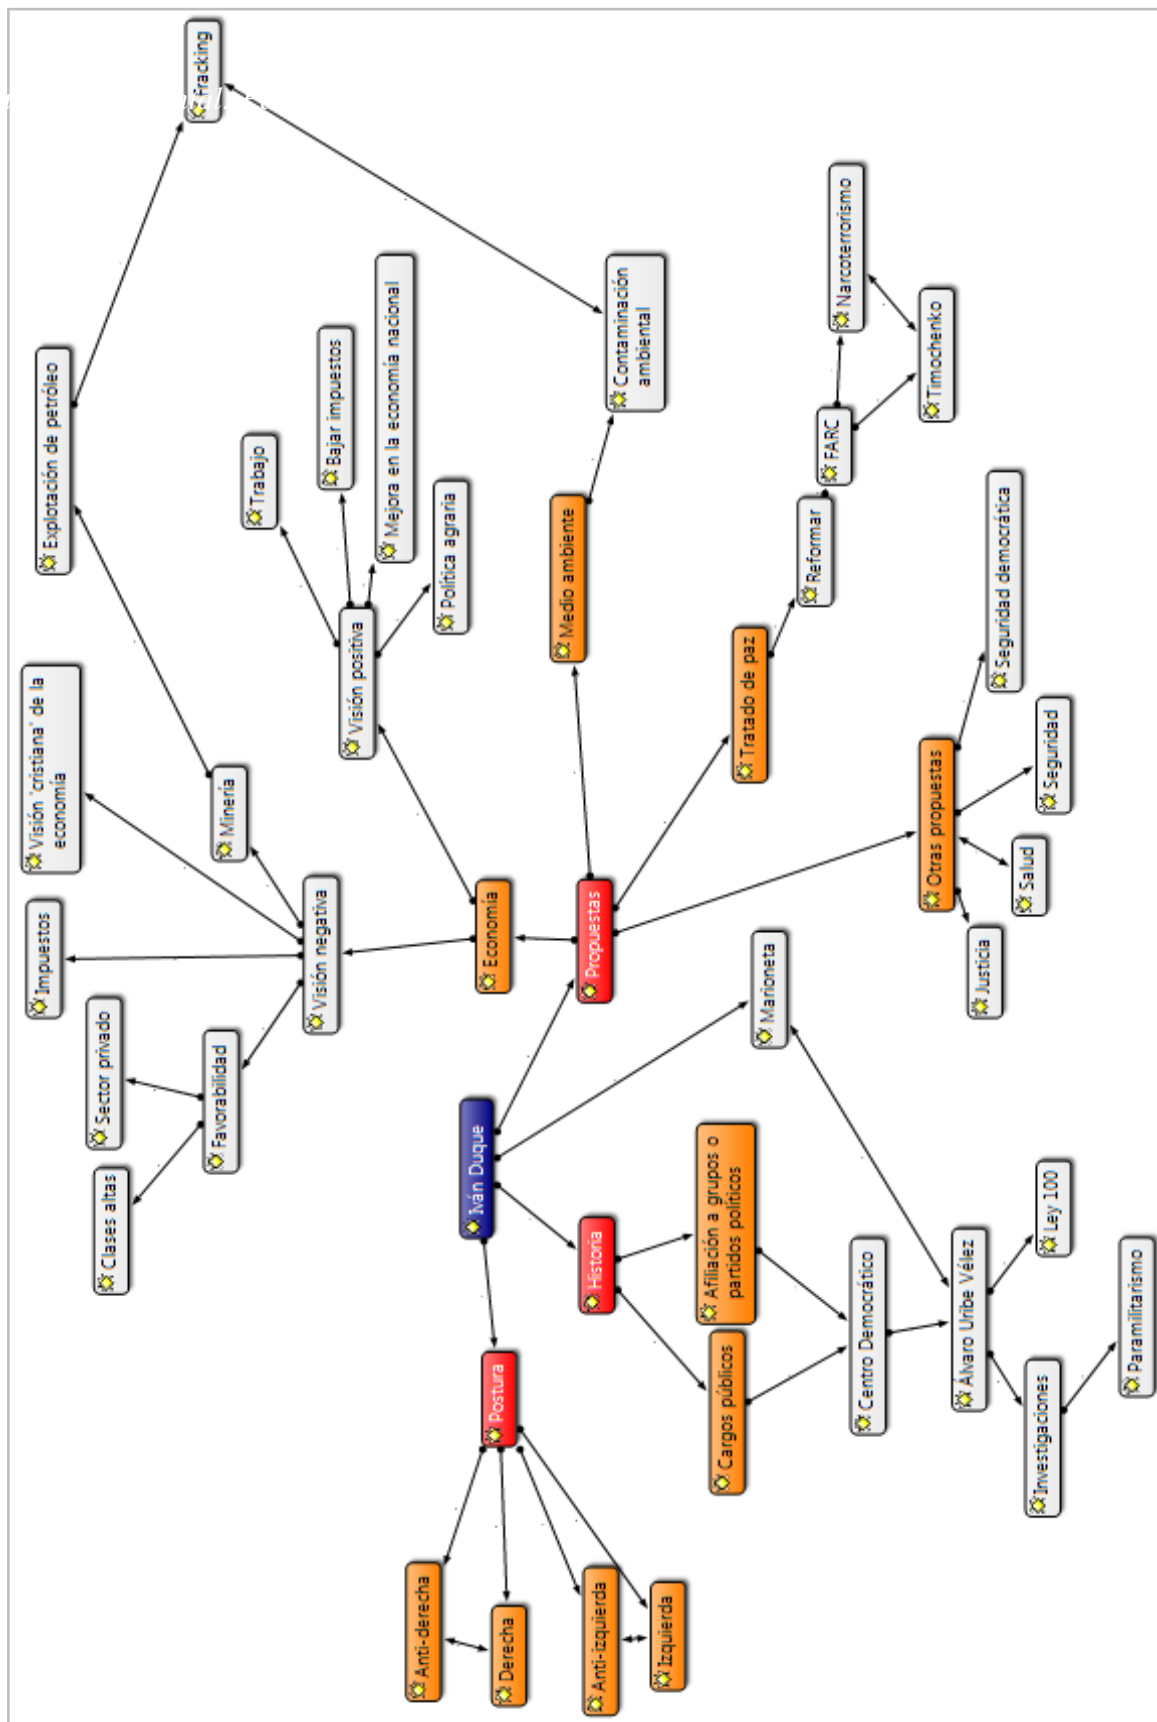 Impuestos
Visión 'cristiana' de la
economía
Explotación de petróleo
Clases altas
Sector privado
Fracking
Favorabilidad
Minería
Trabajo
Visión negativa
Bajar impuestos
Visión positiva
Mejora en la economía nacional
Anti-derecha
Política agraria
Iván Duque
Economía
Postura
Derecha
Medio ambiente
Anti-izquierda
Historia
Propuestas
Contaminación
ambiental
Izquierda
Cargos públicos
Afiliación a grupos o
partidos políticos
Tratado de paz
Marioneta
Reformar
FARC
Narcoterrorismo
Centro Democrático
Otras propuestas
Timochenko
Alvaro Uribe Vélez
Justicia
Seguridad democrática
Salud
Investigaciones
Ley 100
Seguridad
Paramilitarismo